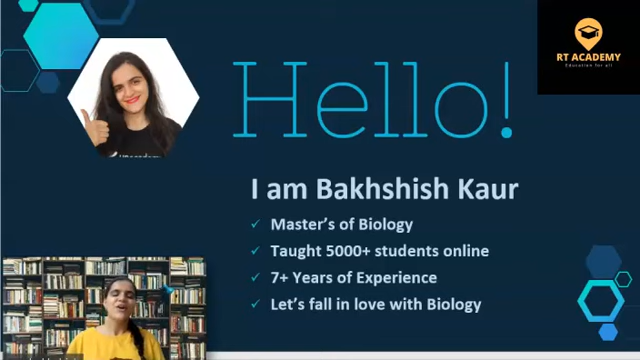 Hello!
RT ACADEMY
Education for all
I am Bakhshish Kaur
Master's of Biology
Taught 5000+ students online
7+ Years of Experience
Let's fall in love with Biology